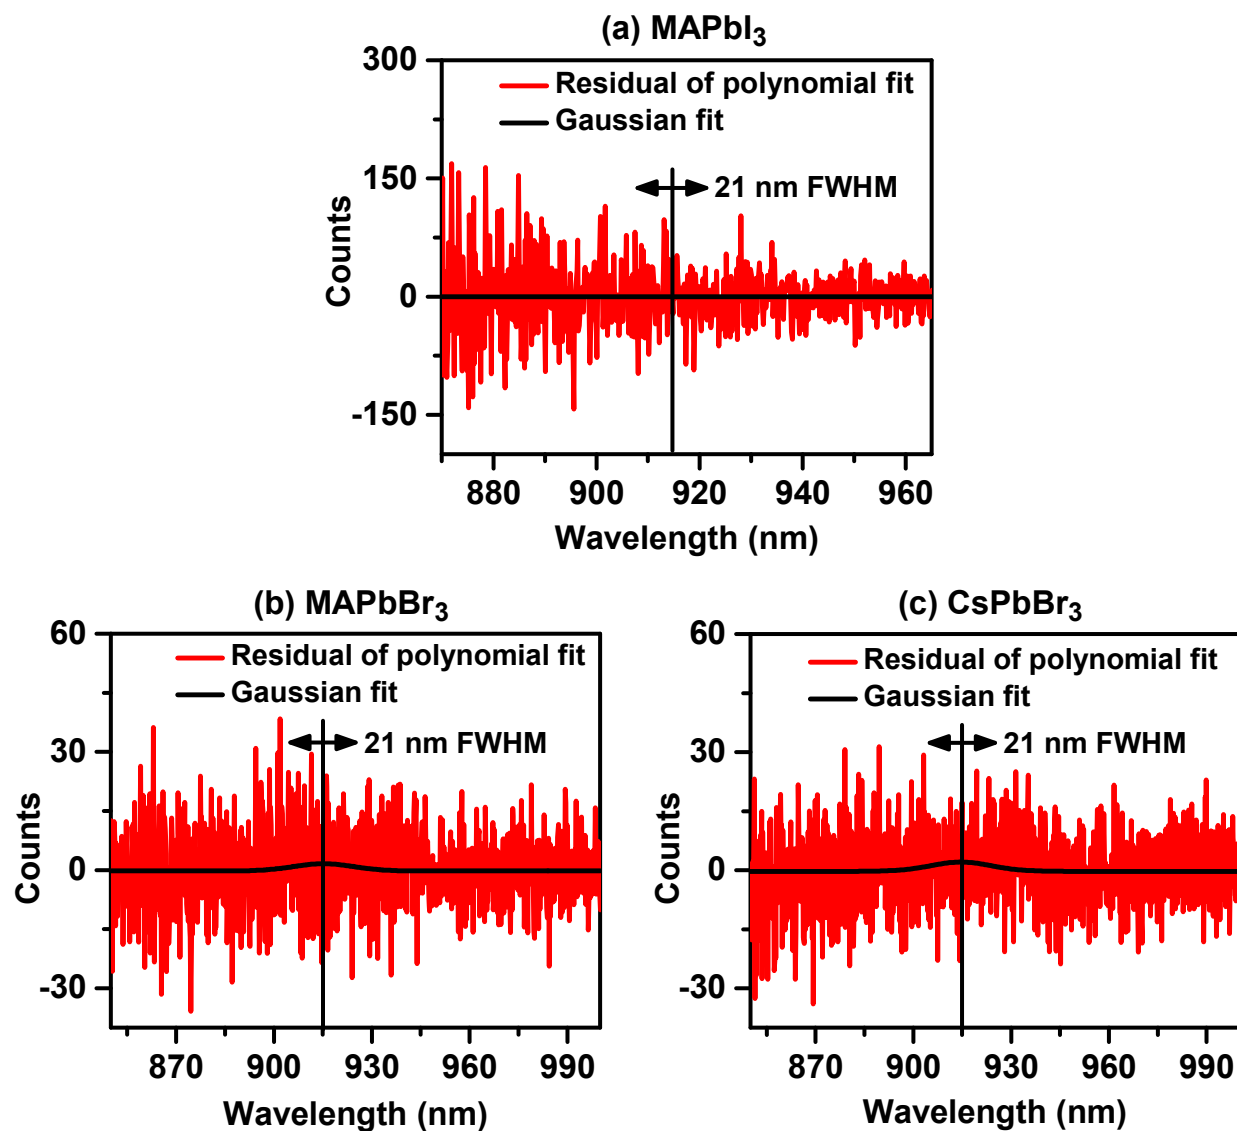 (a) MAPbI₃
300
150
0
-150
Counts
Residual of polynomial fit
Gaussian fit
21 nm FWHM
880 900 920 940 960
Wavelength (nm)
(b) MAPbBr₃
60
30
0
-30
Counts
Residual of polynomial fit
Gaussian fit
21 nm FWHM
870 900 930 960 990
Wavelength (nm)
(c) CsPbBr₃
60
30
0
-30
Counts
Residual of polynomial fit
Gaussian fit
21 nm FWHM
870 900 930 960 990
Wavelength (nm)